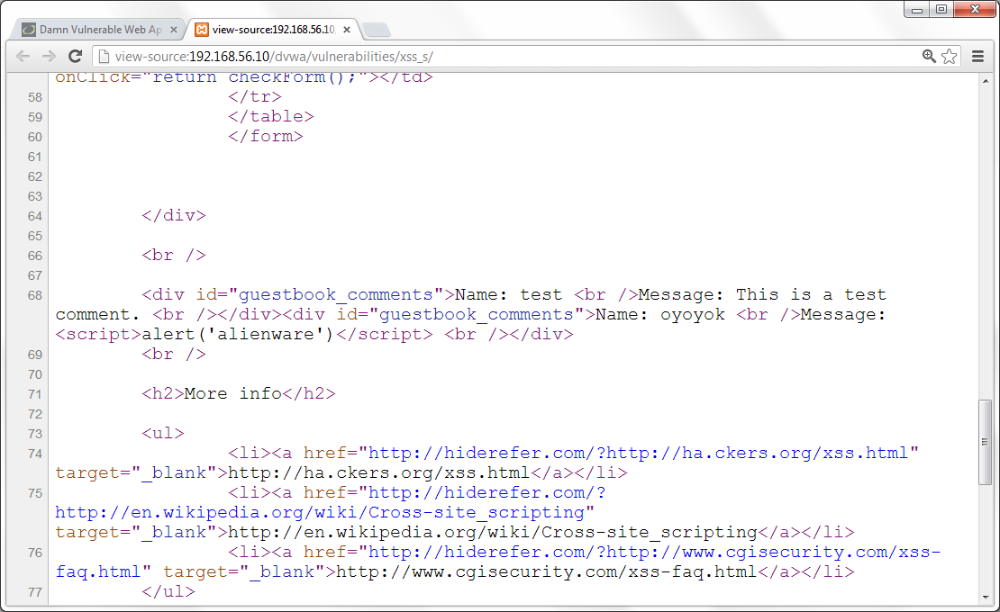 Damn Vulnerable Web Ap
view-source:192.168.56.10
view-source:192.168.56.10/dvwa/vulnerabilities/xss_s/
onClick="return checkForm();"></td>
58 </tr>
59 </table>
60 </form>
61
62
63
64 </div>
65
66 <br />
67
68 <div id="guestbook_comments">Name: test <br />Message: This is a test
comment. <br /></div><div id="guestbook_comments">Name: oyoyok <br />Message:
<script>alert('alienware')</script> <br /></div>
69 <br />
70
71 <h2>More info</h2>
72
73 <ul>
74 <li><a href="http://hiderefer.com/?http://ha.ckers.org/xss.html"
target="_blank">http://ha.ckers.org/xss.html</a></li>
75 <li><a href="http://hiderefer.com/?
http://en.wikipedia.org/wiki/Cross-site_scripting"
target="_blank">http://en.wikipedia.org/wiki/Cross-site_scripting</a></li>
76 <li><a href="http://hiderefer.com/?http://www.cgisecurity.com/xss-
faq.html" target="_blank">http://www.cgisecurity.com/xss-faq.html</a></li>
77 </ul>